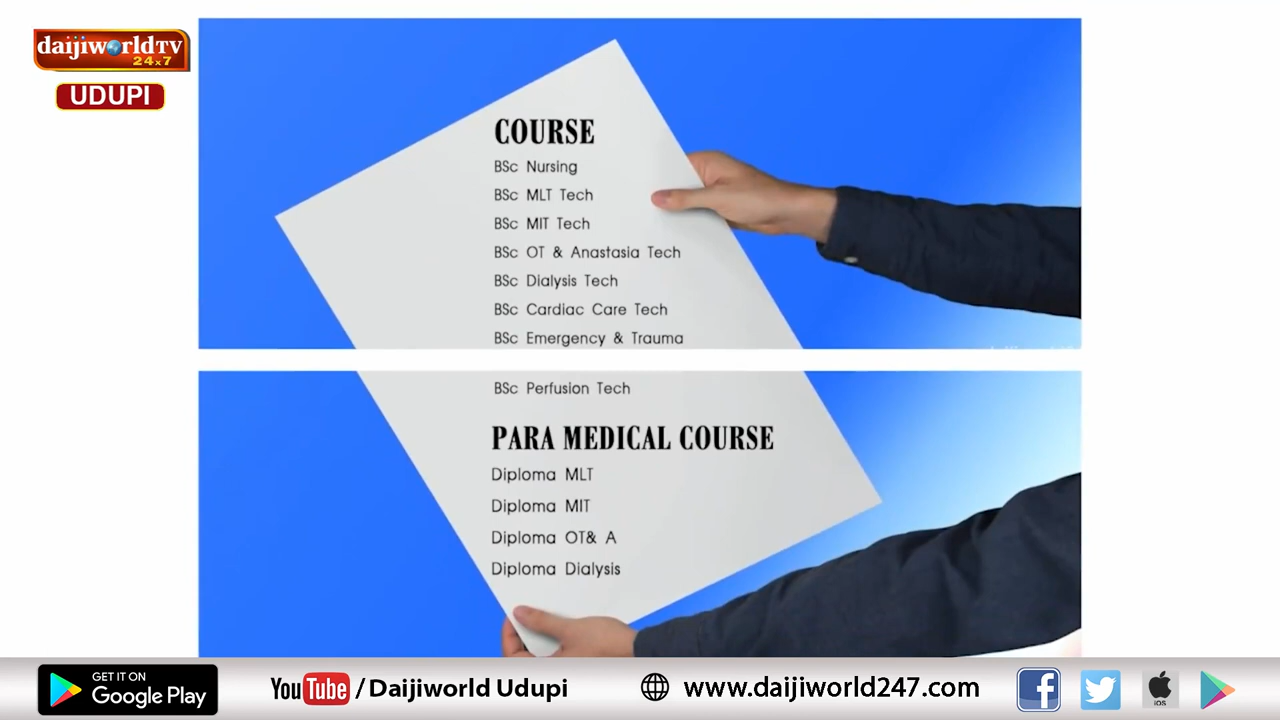 daijiworldTV
24x7
UDUPI
COURSE
BSc Nursing
BSc MLT Tech
BSc MIT Tech
BSc OT & Anastasia Tech
BSc Dialysis Tech
BSc Cardiac Care Tech
BSc Emergency & Trauma
BSc Perfusion Tech
PARA MEDICAL COURSE
Diploma MLT
Diploma MIT
Diploma OT& A
Diploma Dialysis
GET IT ON
Google Play
YouTube / Daijiworld Udupi
www.daijiworld247.com
iOS